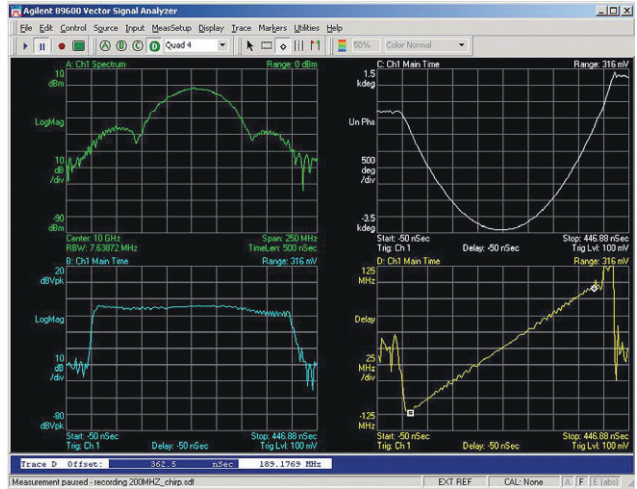 Agilent 89600 Vector Signal Analyzer
File Edit Control Source Input MeasSetup Display Trace Markers Utilities Help
A B C D Quad 4 50% Color Normal
A: Ch1 Spectrum Range: 0 dBm
10
dBm
LogMag
10
dB
/div
-90
dBm
Center: 10 GHz Span: 250 MHz
RBW: 7.63872 MHz TimeLen: 500 nSec
C: Ch1 Main Time Range: 316 mV
1.5
kdeg
Un Phs
500
deg
/div
-3.5
kdeg
Start: -50 nSec Stop: 446.88 nSec
Trig: Ch 1 Delay: -50 nSec Trig Lvl: 100 mV
B: Ch1 Main Time Range: 316 mV
20
dBVpk
LogMag
10
dB
/div
-80
dBVpk
Start: -50 nSec Stop: 446.88 nSec
Trig: Ch 1 Delay: -50 nSec Trig Lvl: 100 mV
D: Ch1 Main Time Range: 316 mV
125
MHz
Delay
25
MHz
/div
-125
MHz
Start: -50 nSec Stop: 446.88 nSec
Trig: Ch 1 Delay: -50 nSec Trig Lvl: 100 mV
Trace D Offset: 362.5 nSec 189.1769 MHz
Measurement paused - recording 200MHZ_chirp.sdf EXT REF CAL: None A F E (abs)